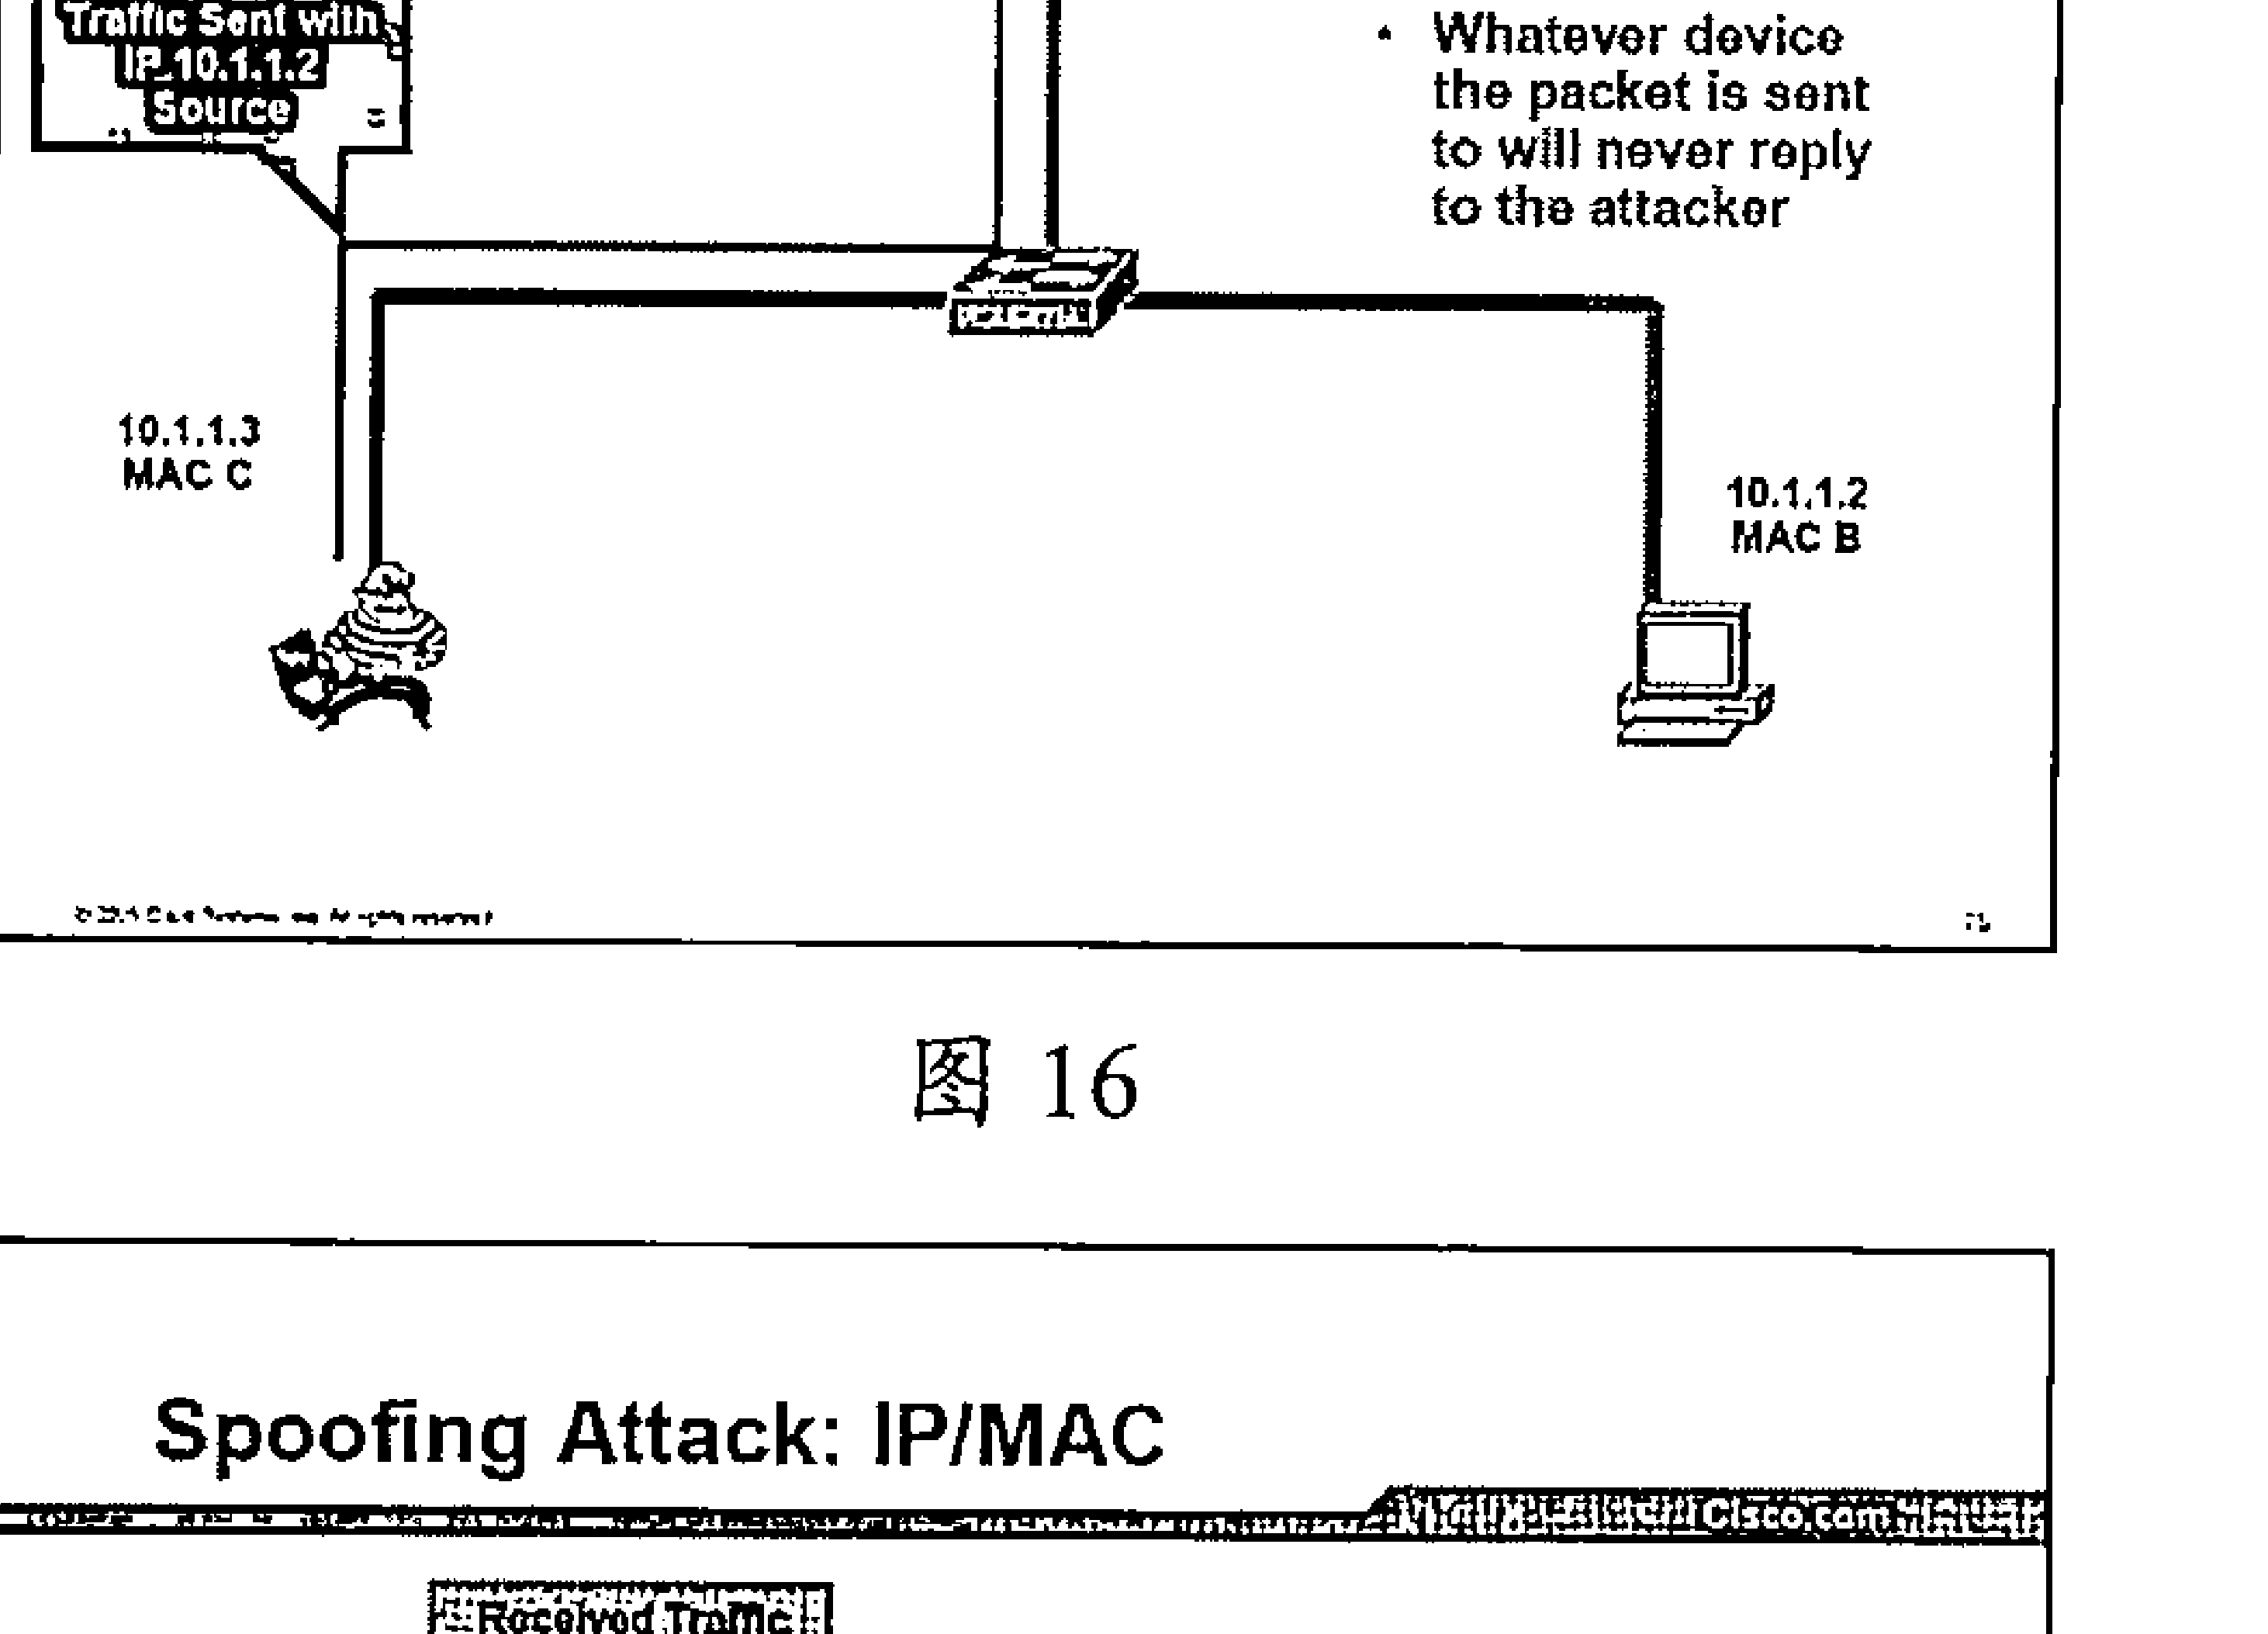 Traffic Sent with
IP 10.1.1.2
Source
• Whatever device
the packet is sent
to will never reply
to the attacker
10.1.1.3
MAC C
10.1.1.2
MAC B
图 16
Spoofing Attack: IP/MAC
Cisco.com
Received Traffic